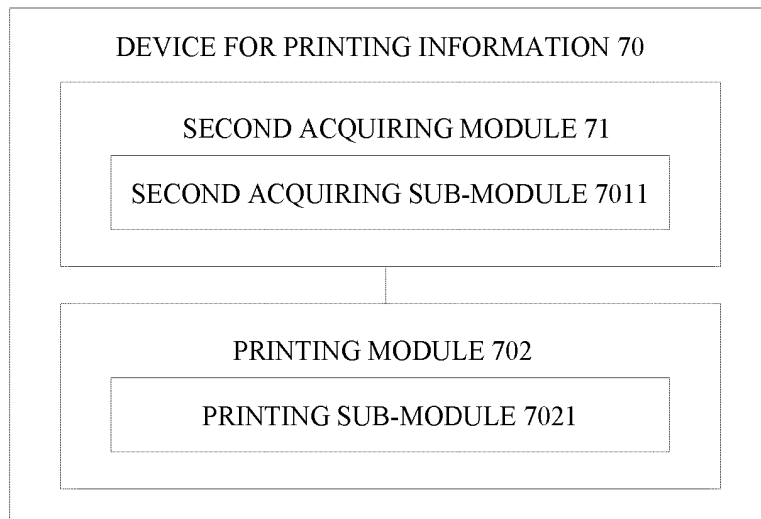 DEVICE FOR PRINTING INFORMATION 70
SECOND ACQUIRING MODULE 71
SECOND ACQUIRING SUB-MODULE 7011
PRINTING MODULE 702
PRINTING SUB-MODULE 7021